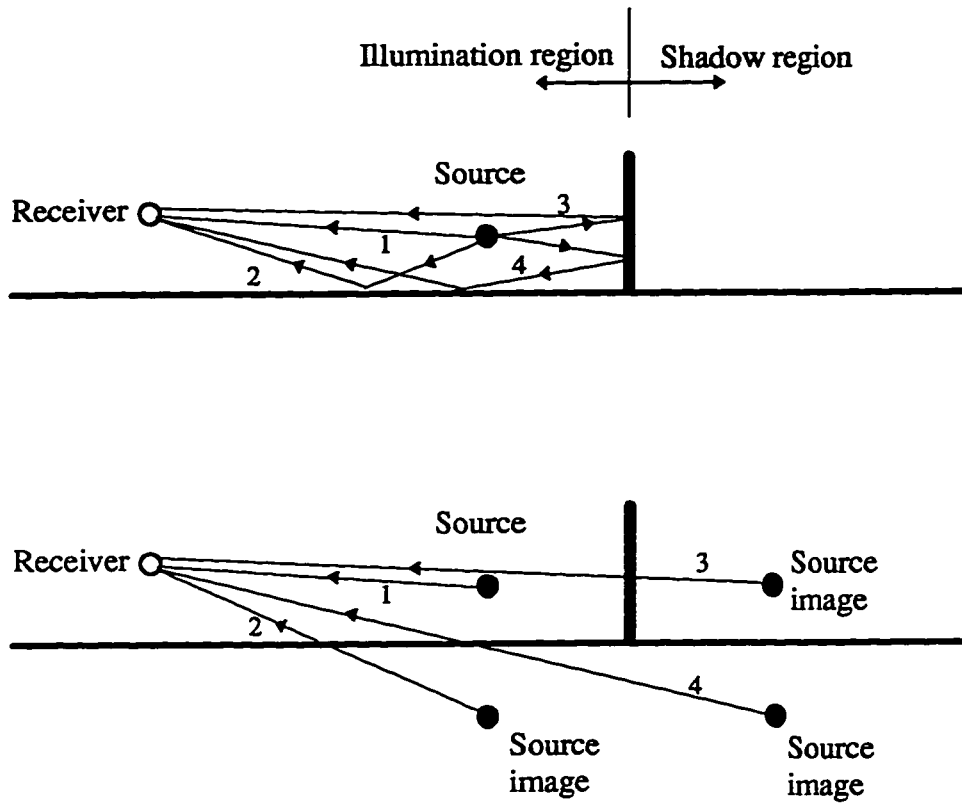 Illumination region
Shadow region
Source
Receiver
3
1
4
2
Source
Receiver
3
Source
image
1
2
4
Source
image
Source
image